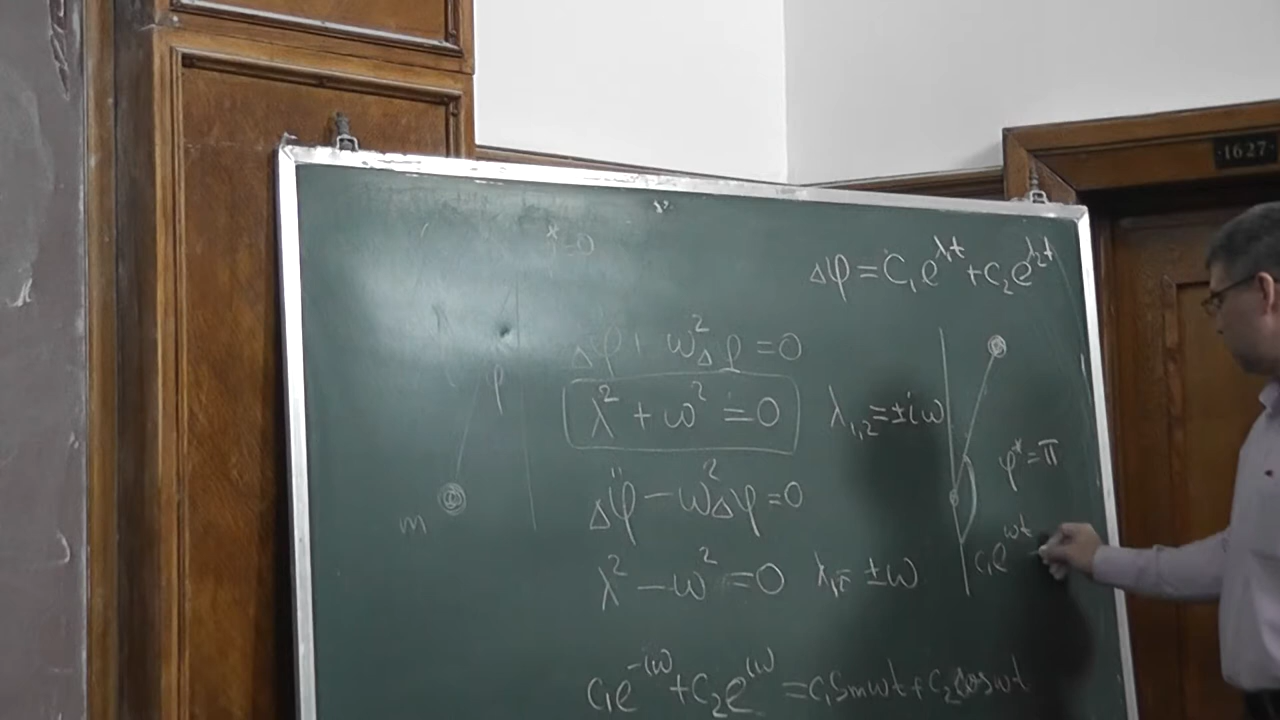 1627
*=0
Δφ = C₁e^{λ₁t} + C₂e^{λ₂t}
Δφ̈ + ω²Δφ = 0
λ² + ω² = 0
λ₁,₂ = ±iω
φ
m
φ* = π
Δφ̈ − ω²Δφ = 0
C₁e^{ωt}
λ² − ω² = 0
λ₁,₂ = ±ω
C₁e^{-iω} + C₂e^{iω} = C₁sinωt + C₂cosωt